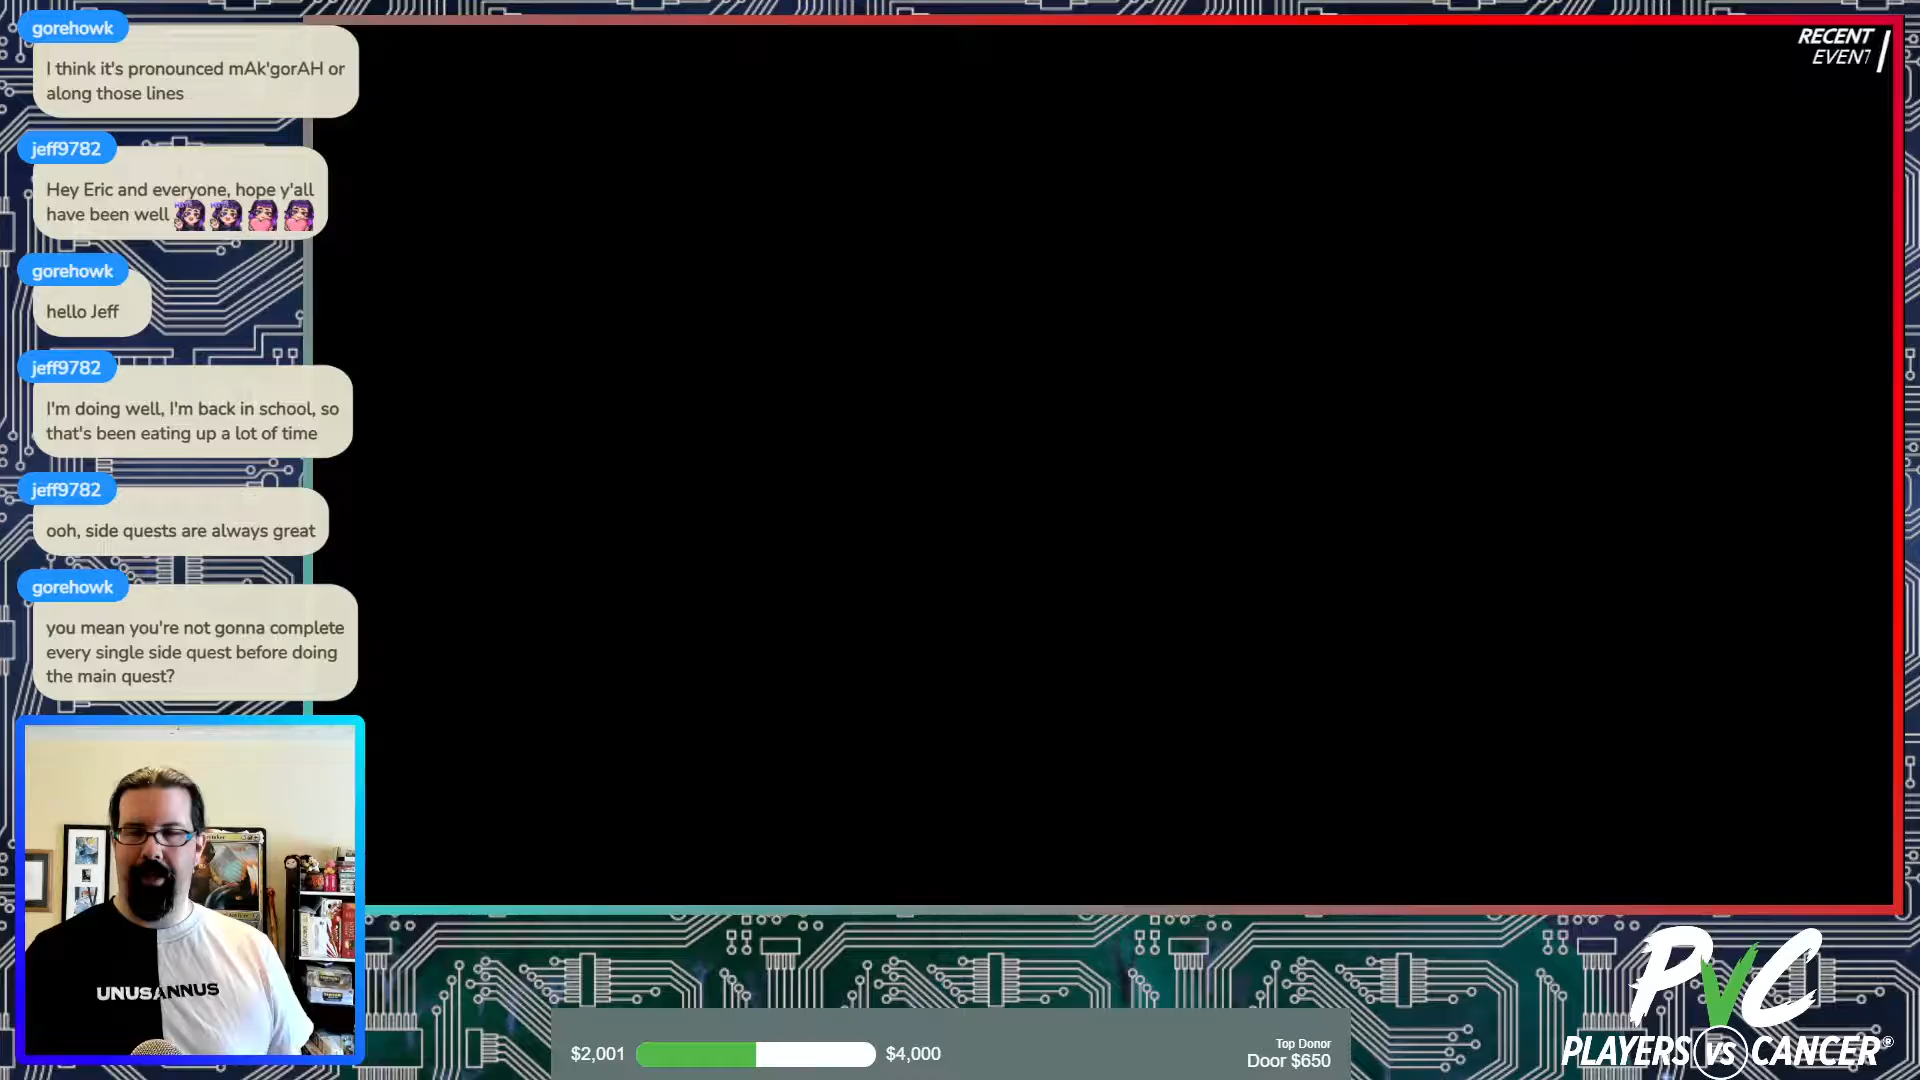 gorehowk
I think it's pronounced mAk'gorAH or
along those lines
jeff9782
Hey Eric and everyone, hope y'all
have been well
gorehowk
hello Jeff
jeff9782
I'm doing well, I'm back in school, so
that's been eating up a lot of time
jeff9782
ooh, side quests are always great
gorehowk
you mean you're not gonna complete
every single side quest before doing
the main quest?
RECENT
EVENT
UNUSANNUS
$2,001
$4,000
Top Donor
Door $650
PVC
PLAYERS VS CANCER®